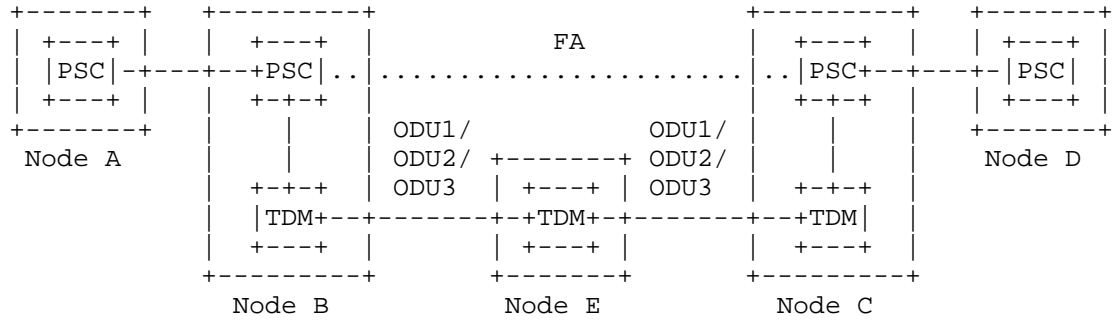 FA
PSC PSC PSC PSC
ODU1/ ODU1/
Node A ODU2/ ODU2/ Node D
ODU3 ODU3
TDM TDM TDM
Node B Node E Node C